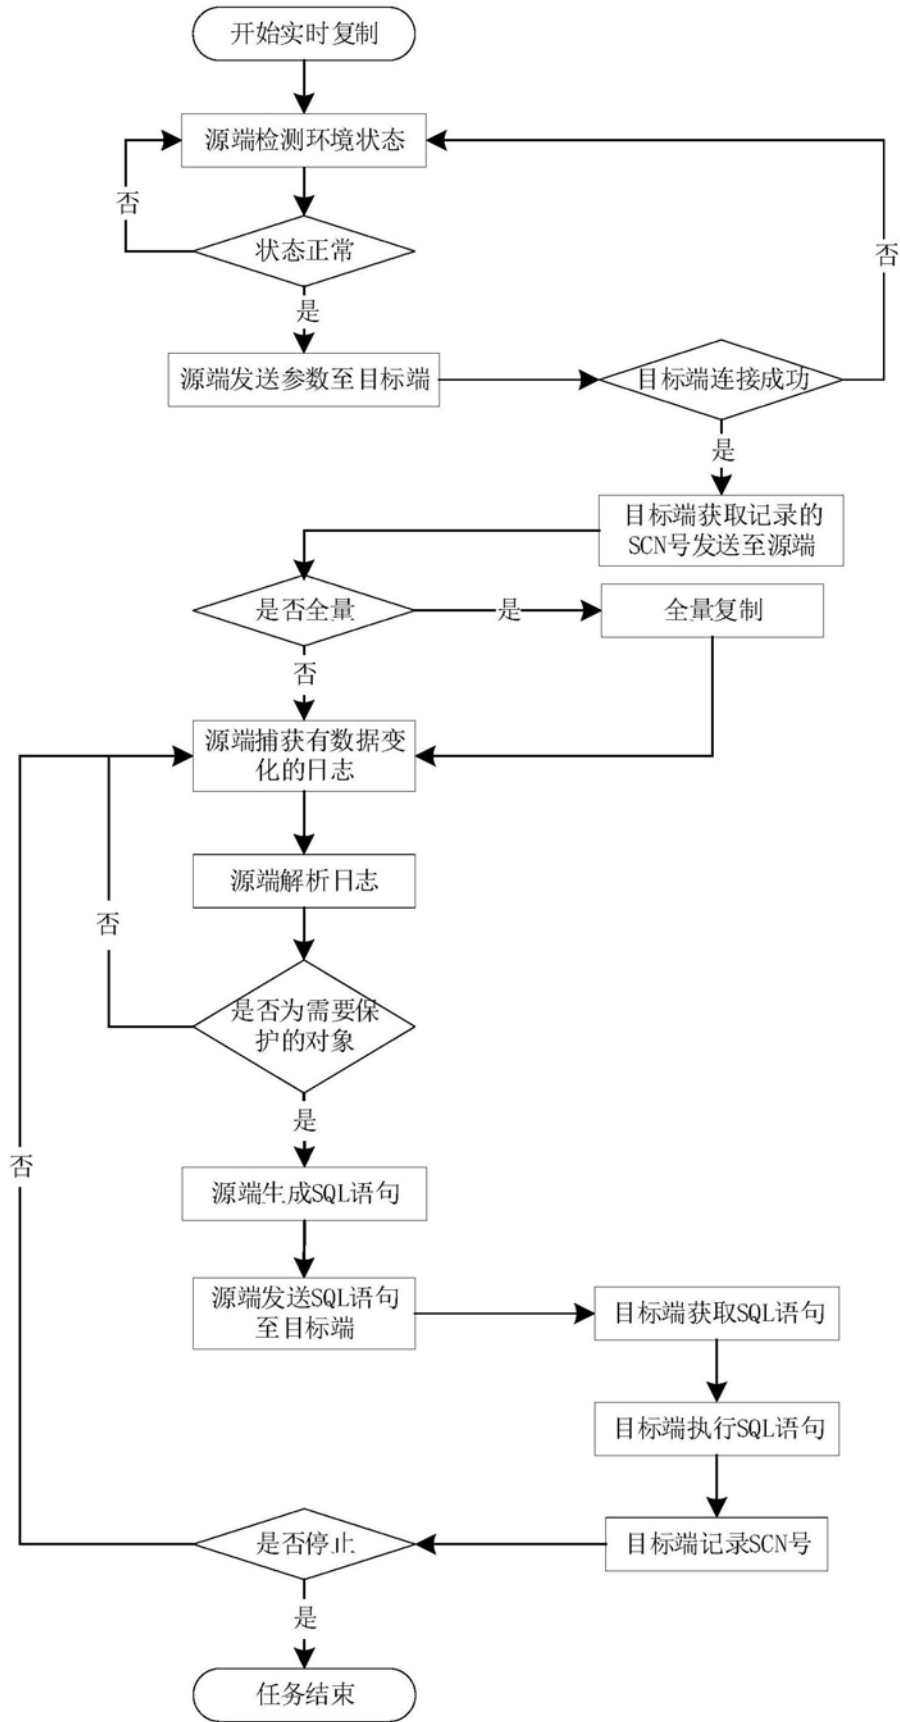 开始实时复制
源端检测环境状态
否
状态正常
否
是
源端发送参数至目标端
目标端连接成功
是
目标端获取记录的
SCN号发送至源端
是否全量
是
全量复制
否
源端捕获有数据变
化的日志
源端解析日志
否
是否为需要保
护的对象
是
否
源端生成SQL语句
源端发送SQL语句
至目标端
目标端获取SQL语句
目标端执行SQL语句
是否停止
目标端记录SCN号
是
任务结束